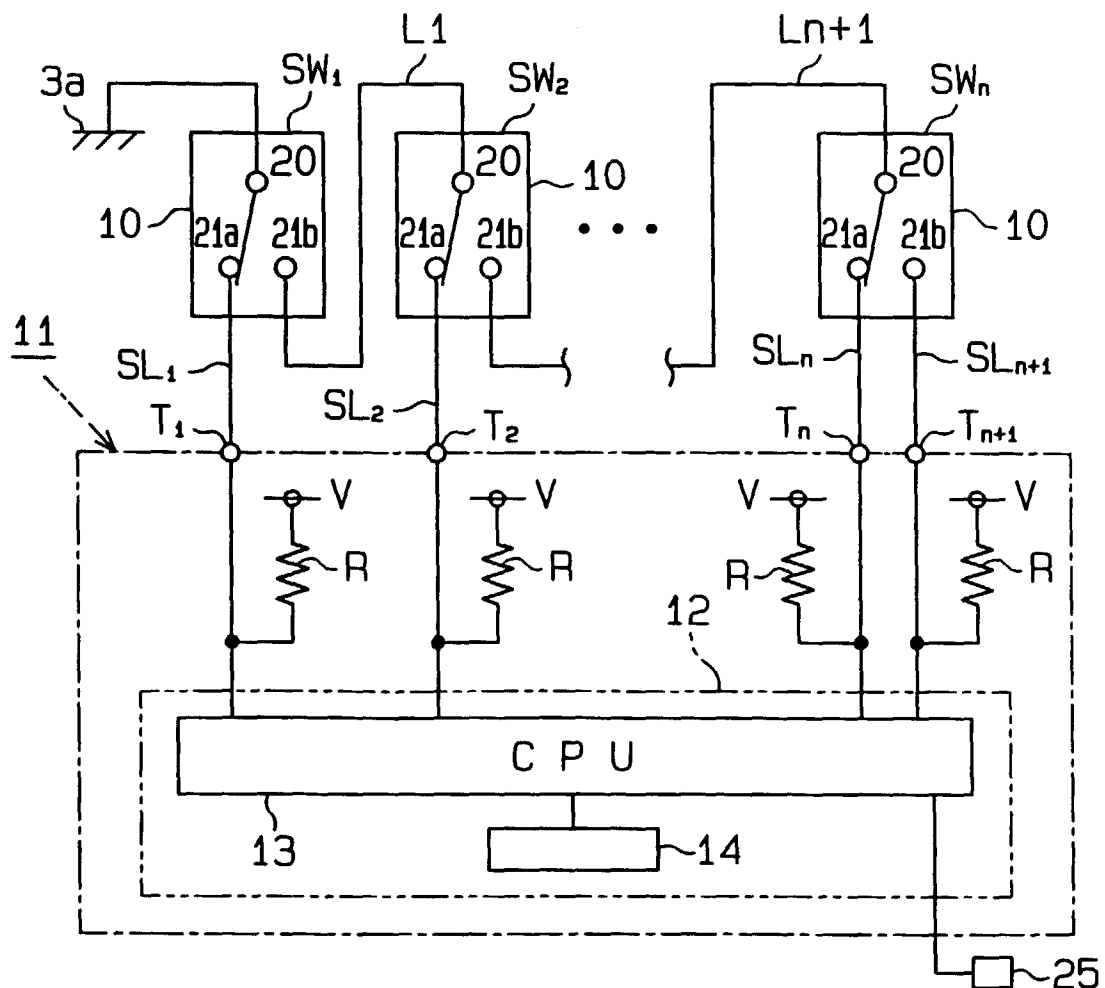 L1 Ln+1
3a SW₁ SW₂ SWₙ
20 20 20
10 10 10
21a 21b 21a 21b 21a 21b
• • •
11
SL₁ SL₂ SLₙ SLₙ₊₁
T₁ T₂ Tₙ Tₙ₊₁
V V V V
R R R R
12
CPU
13 14
25